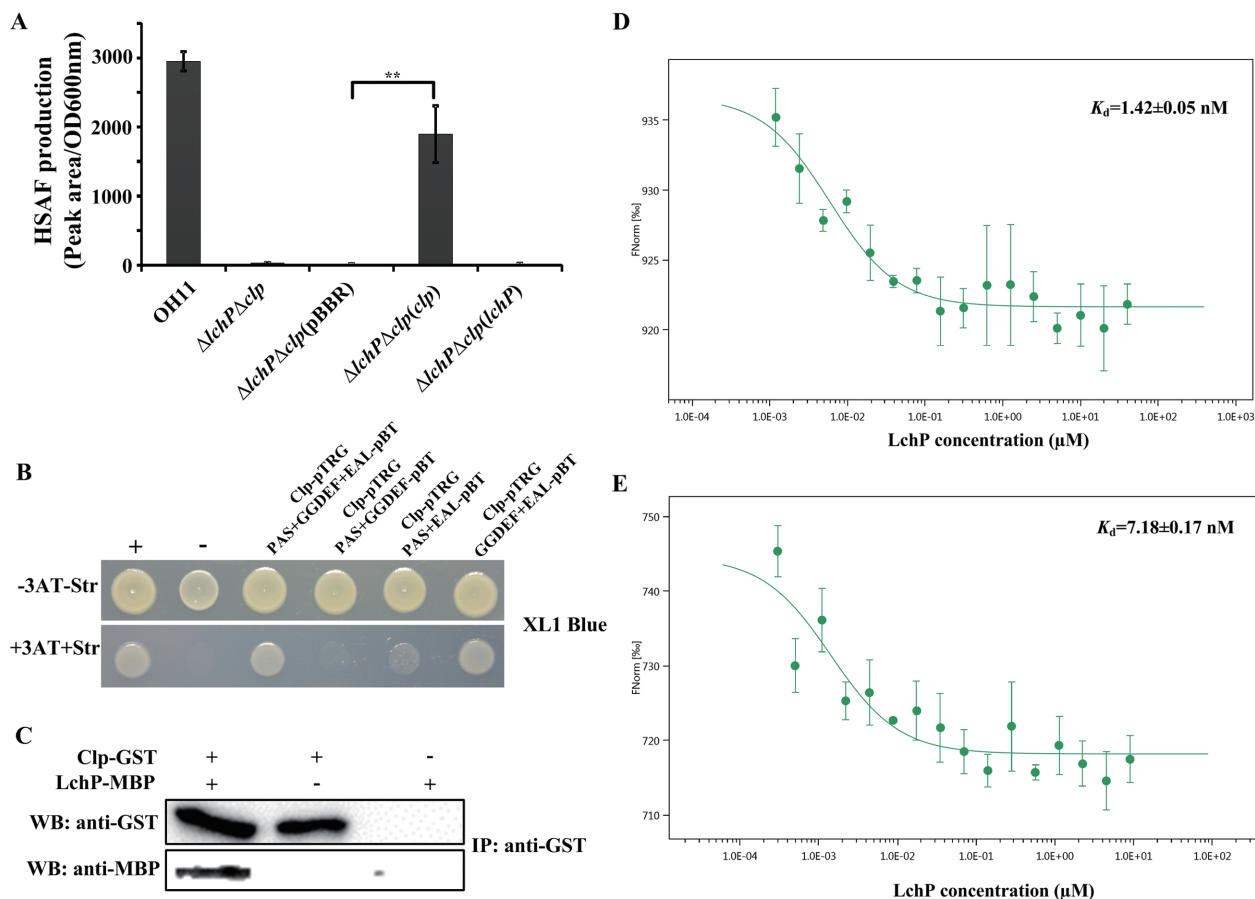 A
HSAF production
(Peak area/OD600nm)
3000
2000
1000
0
**
OH11
ΔlchPΔclp
ΔlchPΔclp(pBBR)
ΔlchPΔclp(clp)
ΔlchPΔclp(lchP)
B
+
-
Clp-pTRG
PAS+GGDEF+EAL-pBT
Clp-pTRG
PAS+GGDEF-pBT
Clp-pTRG
PAS+EAL-pBT
Clp-pTRG
GGDEF+EAL-pBT
-3AT-Str
+3AT+Str
XL1 Blue
C
Clp-GST + + -
LchP-MBP + - +
WB: anti-GST
WB: anti-MBP
IP: anti-GST
D
Kd=1.42±0.05 nM
FNorm [‰]
935
930
925
920
1.0E-04 1.0E-03 1.0E-02 1.0E-01 1.0E+00 1.0E+01 1.0E+02 1.0E+03
LchP concentration (µM)
E
Kd=7.18±0.17 nM
FNorm [‰]
750
740
730
720
710
1.0E-04 1.0E-03 1.0E-02 1.0E-01 1.0E+00 1.0E+01 1.0E+02
LchP concentration (µM)